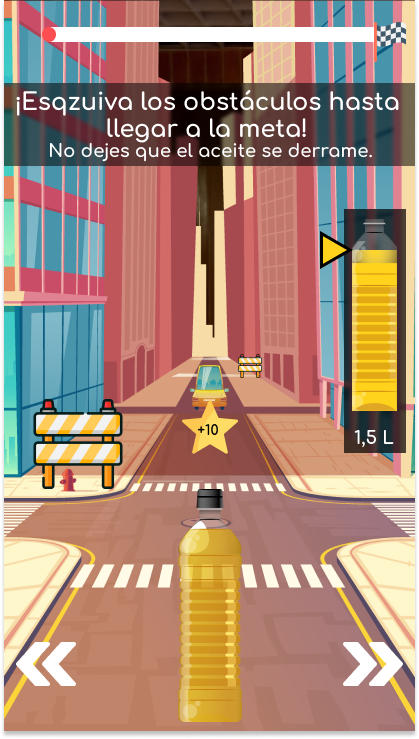 ¡Esqzuiva los obstáculos hasta
llegar a la meta!
No dejes que el aceite se derrame.
+10
1,5 L